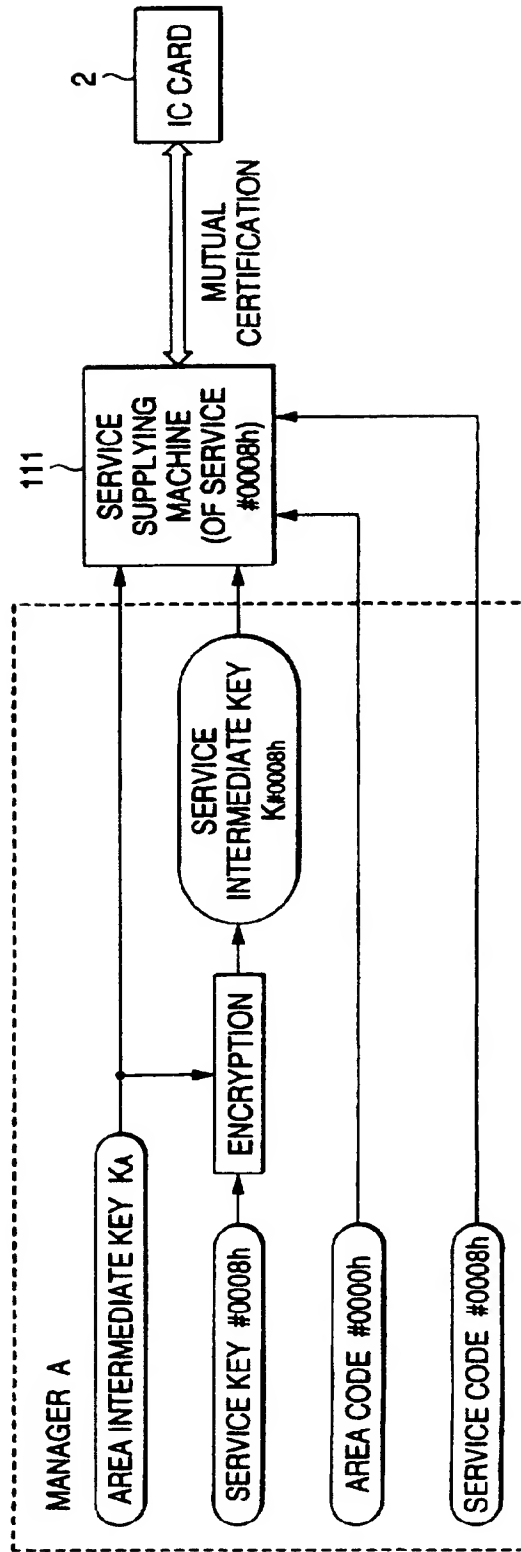 MANAGER A
AREA INTERMEDIATE KEY KA
SERVICE KEY #0008h
AREA CODE #0000h
SERVICE CODE #0008h
ENCRYPTION
SERVICE
INTERMEDIATE KEY
K#0008h
111
SERVICE
SUPPLYING
MACHINE
(OF SERVICE
#0008h)
MUTUAL
CERTIFICATION
2
IC CARD